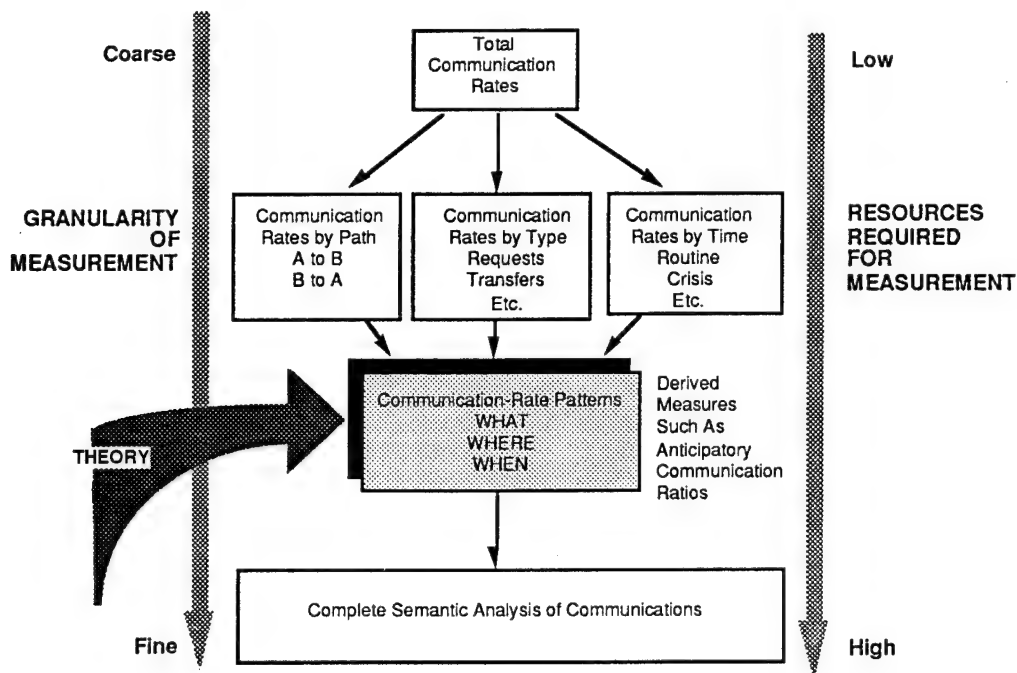 Coarse
Total
Communication
Rates
Low
GRANULARITY
OF
MEASUREMENT
Communication
Rates by Path
A to B
B to A
Communication
Rates by Type
Requests
Transfers
Etc.
Communication
Rates by Time
Routine
Crisis
Etc.
RESOURCES
REQUIRED
FOR
MEASUREMENT
THEORY
Communication-Rate Patterns
WHAT
WHERE
WHEN
Derived
Measures
Such As
Anticipatory
Communication
Ratios
Complete Semantic Analysis of Communications
Fine
High